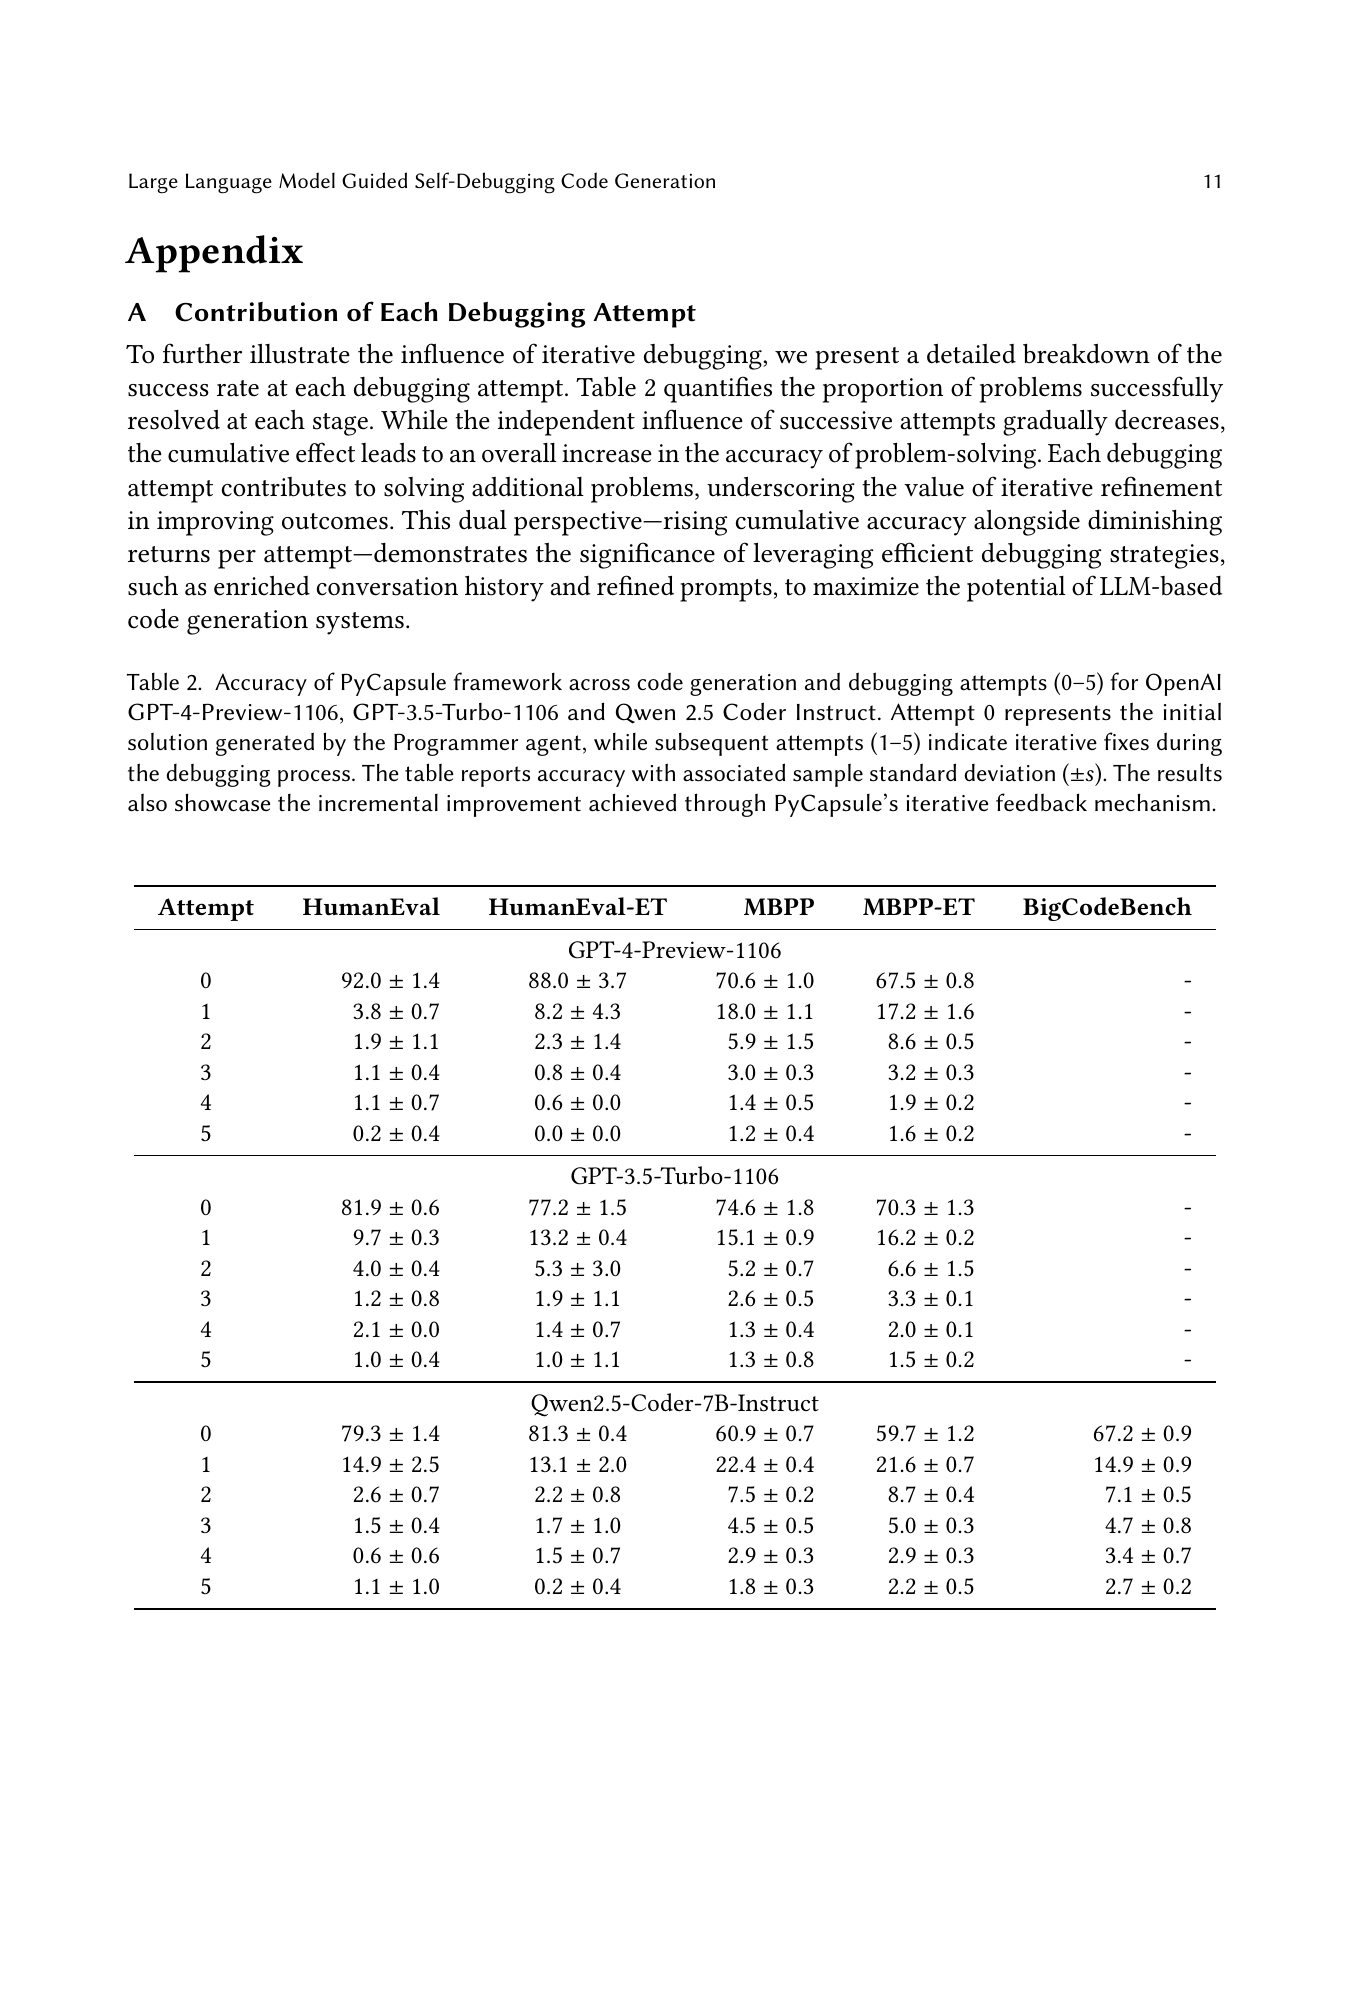 Large Language Model Guided Self-Debugging Code Generation 11
Appendix
A Contribution of Each Debugging Attempt
To further illustrate the influence of iterative debugging, we present a detailed breakdown of the
success rate at each debugging attempt. Table 2 quantifies the proportion of problems successfully
resolved at each stage. While the independent influence of successive attempts gradually decreases,
the cumulative effect leads to an overall increase in the accuracy of problem-solving. Each debugging
attempt contributes to solving additional problems, underscoring the value of iterative refinement
in improving outcomes. This dual perspective—rising cumulative accuracy alongside diminishing
returns per attempt—demonstrates the significance of leveraging efficient debugging strategies,
such as enriched conversation history and refined prompts, to maximize the potential of LLM-based
code generation systems.
Table 2. Accuracy of PyCapsule framework across code generation and debugging attempts (0–5) for OpenAI
GPT-4-Preview-1106, GPT-3.5-Turbo-1106 and Qwen 2.5 Coder Instruct. Attempt 0 represents the initial
solution generated by the Programmer agent, while subsequent attempts (1–5) indicate iterative fixes during
the debugging process. The table reports accuracy with associated sample standard deviation (±s). The results
also showcase the incremental improvement achieved through PyCapsule's iterative feedback mechanism.
Attempt HumanEval HumanEval-ET MBPP MBPP-ET BigCodeBench
GPT-4-Preview-1106
0 92.0 ± 1.4 88.0 ± 3.7 70.6 ± 1.0 67.5 ± 0.8 -
1 3.8 ± 0.7 8.2 ± 4.3 18.0 ± 1.1 17.2 ± 1.6 -
2 1.9 ± 1.1 2.3 ± 1.4 5.9 ± 1.5 8.6 ± 0.5 -
3 1.1 ± 0.4 0.8 ± 0.4 3.0 ± 0.3 3.2 ± 0.3 -
4 1.1 ± 0.7 0.6 ± 0.0 1.4 ± 0.5 1.9 ± 0.2 -
5 0.2 ± 0.4 0.0 ± 0.0 1.2 ± 0.4 1.6 ± 0.2 -
GPT-3.5-Turbo-1106
0 81.9 ± 0.6 77.2 ± 1.5 74.6 ± 1.8 70.3 ± 1.3 -
1 9.7 ± 0.3 13.2 ± 0.4 15.1 ± 0.9 16.2 ± 0.2 -
2 4.0 ± 0.4 5.3 ± 3.0 5.2 ± 0.7 6.6 ± 1.5 -
3 1.2 ± 0.8 1.9 ± 1.1 2.6 ± 0.5 3.3 ± 0.1 -
4 2.1 ± 0.0 1.4 ± 0.7 1.3 ± 0.4 2.0 ± 0.1 -
5 1.0 ± 0.4 1.0 ± 1.1 1.3 ± 0.8 1.5 ± 0.2 -
Qwen2.5-Coder-7B-Instruct
0 79.3 ± 1.4 81.3 ± 0.4 60.9 ± 0.7 59.7 ± 1.2 67.2 ± 0.9
1 14.9 ± 2.5 13.1 ± 2.0 22.4 ± 0.4 21.6 ± 0.7 14.9 ± 0.9
2 2.6 ± 0.7 2.2 ± 0.8 7.5 ± 0.2 8.7 ± 0.4 7.1 ± 0.5
3 1.5 ± 0.4 1.7 ± 1.0 4.5 ± 0.5 5.0 ± 0.3 4.7 ± 0.8
4 0.6 ± 0.6 1.5 ± 0.7 2.9 ± 0.3 2.9 ± 0.3 3.4 ± 0.7
5 1.1 ± 1.0 0.2 ± 0.4 1.8 ± 0.3 2.2 ± 0.5 2.7 ± 0.2